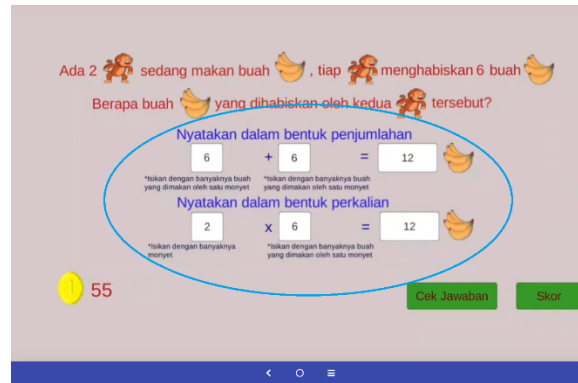 Ada 2 sedang makan buah , tiap menghabiskan 6 buah
Berapa buah yang dihabiskan oleh kedua tersebut?
Nyatakan dalam bentuk penjumlahan
6 + 6 = 12
*Isikan dengan banyaknya buah *Isikan dengan banyaknya buah
yang dimakan oleh satu monyet yang dimakan oleh satu monyet
Nyatakan dalam bentuk perkalian
2 x 6 = 12
*Isikan dengan banyaknya *Isikan dengan banyaknya buah
monyet yang dimakan oleh satu monyet
1 55
Cek Jawaban Skor